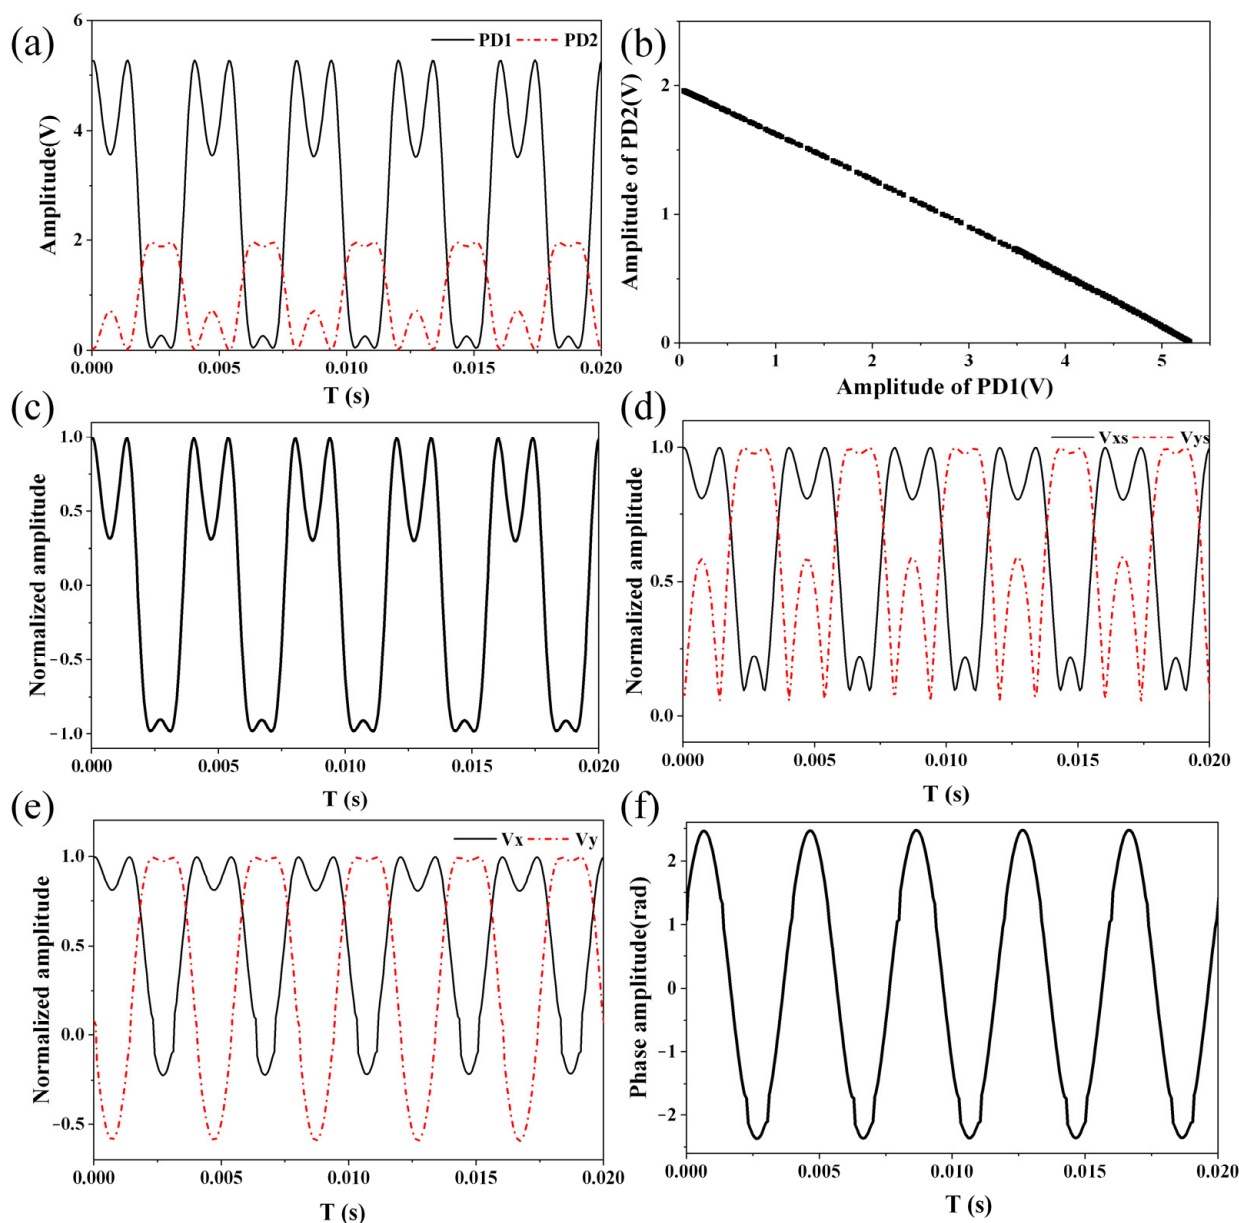 (a)
PD1 PD2
6
4
2
0
Amplitude(V)
0.000 0.005 0.010 0.015 0.020
T (s)
(b)
2
1
0
Amplitude of PD2(V)
0 1 2 3 4 5
Amplitude of PD1(V)
(c)
1.0
0.5
0.0
−0.5
−1.0
Normalized amplitude
0.000 0.005 0.010 0.015 0.020
T (s)
(d)
Vxs Vys
1.0
0.5
0.0
Normalized amplitude
0.000 0.005 0.010 0.015 0.020
T (s)
(e)
Vx Vy
1.0
0.5
0.0
−0.5
Normalized amplitude
0.000 0.005 0.010 0.015 0.020
T (s)
(f)
2
1
0
−1
−2
Phase amplitude(rad)
0.000 0.005 0.010 0.015 0.020
T (s)